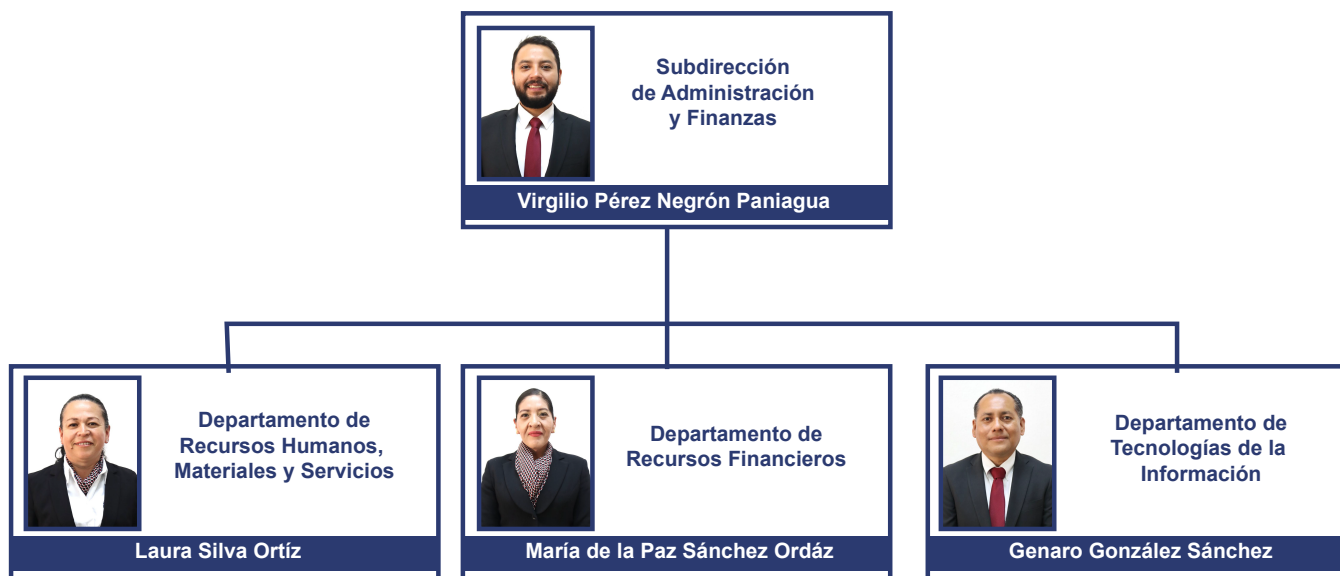 Subdirección
de Administración
y Finanzas
Virgilio Pérez Negrón Paniagua
Departamento de
Recursos Humanos,
Materiales y Servicios
Laura Silva Ortíz
Departamento de
Recursos Financieros
María de la Paz Sánchez Ordáz
Departamento de
Tecnologías de la
Información
Genaro González Sánchez